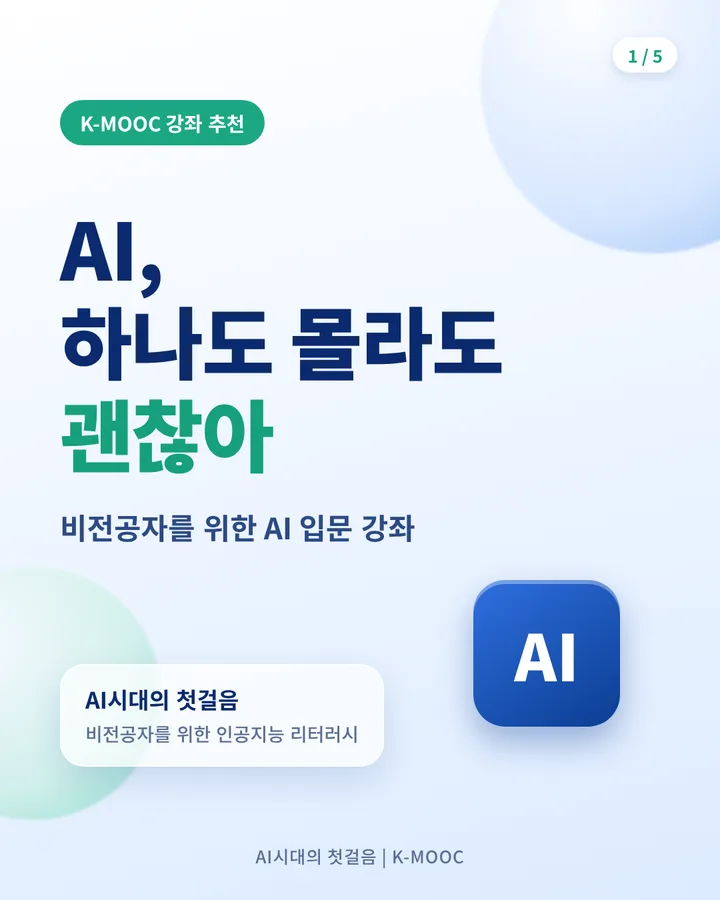 1 / 5
K-MOOC 강좌 추천
AI,
하나도 몰라도
괜찮아
비전공자를 위한 AI 입문 강좌
AI
AI시대의 첫걸음
비전공자를 위한 인공지능 리터러시
AI시대의 첫걸음 | K-MOOC